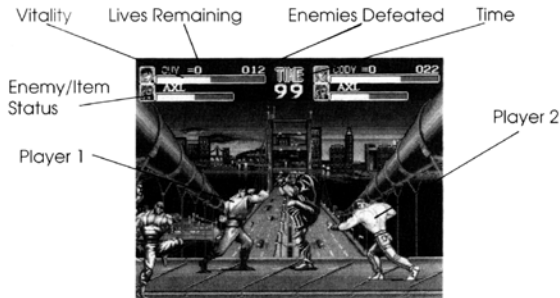 Vitality Lives Remaining Enemies Defeated Time
GUY =0 012 TIME CODY =0 022
AXL 99 AXL
Enemy/Item
Status
Player 1 Player 2